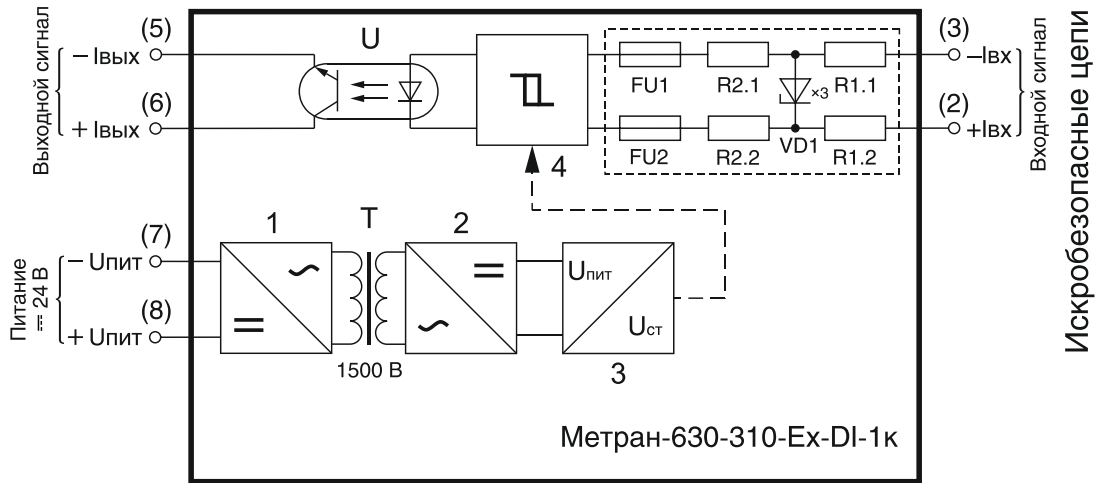 Выходной сигнал
(5)
– Iвых
(6)
+ Iвых
U
4
FU1
R2.1
×3
R1.1
FU2
R2.2
VD1
R1.2
(3)
–Iвх
(2)
+Iвх
Входной сигнал
Искробезопасные цепи
Питание
24 В
(7)
– Uпит
(8)
+ Uпит
1
T
1500 В
2
Uпит
Uст
3
Метран-630-310-Ex-DI-1к